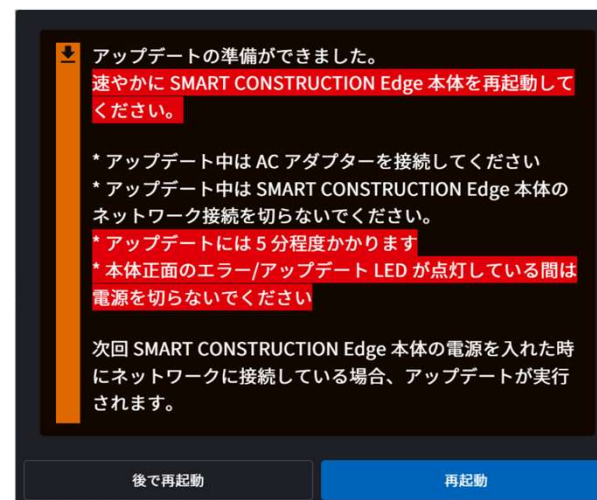 アップデートの準備ができました。
速やかに SMART CONSTRUCTION Edge 本体を再起動して
ください。
* アップデート中は AC アダプターを接続してください
* アップデート中は SMART CONSTRUCTION Edge 本体の
ネットワーク接続を切らないでください。
* アップデートには 5 分程度かかります
* 本体正面のエラー/アップデート LED が点灯している間は
電源を切らないでください
次回 SMART CONSTRUCTION Edge 本体の電源を入れた時
にネットワークに接続している場合、アップデートが実行
されます。
後で再起動
再起動